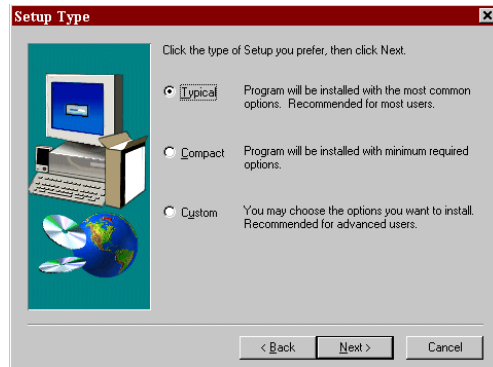 Setup Type
Click the type of Setup you prefer, then click Next.
Typical
Program will be installed with the most common
options. Recommended for most users.
Compact
Program will be installed with minimum required
options.
Custom
You may choose the options you want to install.
Recommended for advanced users.
< Back
Next >
Cancel